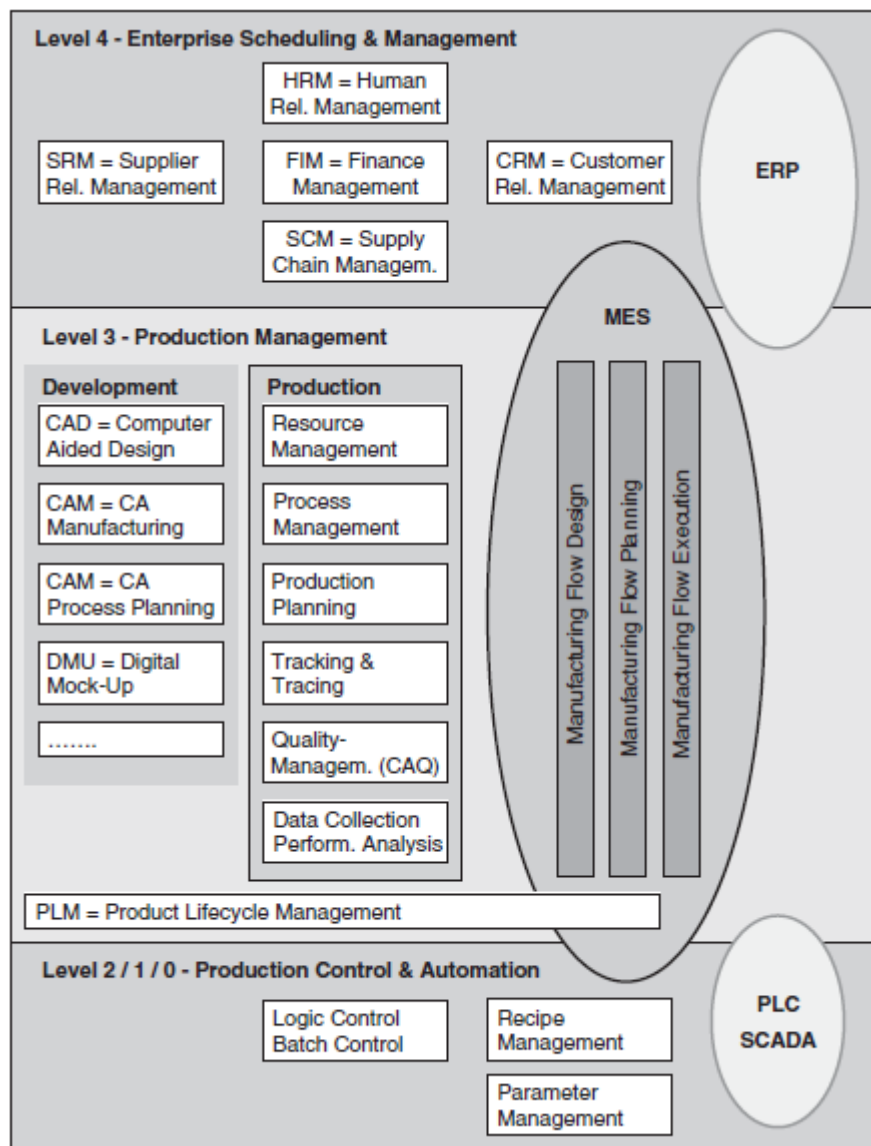 Level 4 - Enterprise Scheduling & Management
HRM = Human
Rel. Management
SRM = Supplier
Rel. Management
FIM = Finance
Management
CRM = Customer
Rel. Management
ERP
SCM = Supply
Chain Managem.
Level 3 - Production Management
MES
Development
CAD = Computer
Aided Design
CAM = CA
Manufacturing
CAM = CA
Process Planning
DMU = Digital
Mock-Up
.......
Production
Resource
Management
Process
Management
Production
Planning
Tracking &
Tracing
Quality-
Managem. (CAQ)
Data Collection
Perform. Analysis
Manufacturing Flow Design
Manufacturing Flow Planning
Manufacturing Flow Execution
PLM = Product Lifecycle Management
Level 2 / 1 / 0 - Production Control & Automation
Logic Control
Batch Control
Recipe
Management
Parameter
Management
PLC
SCADA